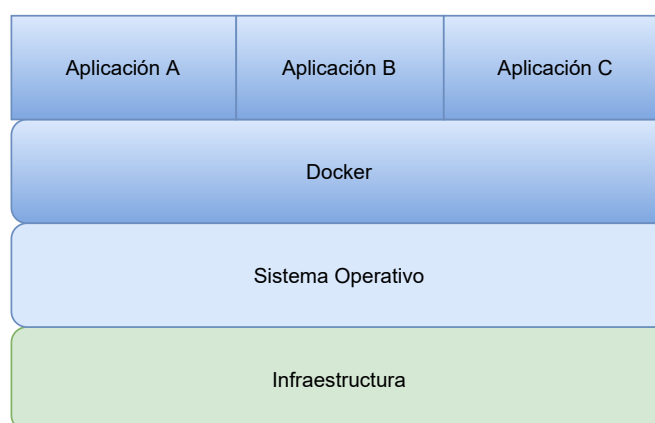 Aplicación A
Aplicación B
Aplicación C
Docker
Sistema Operativo
Infraestructura